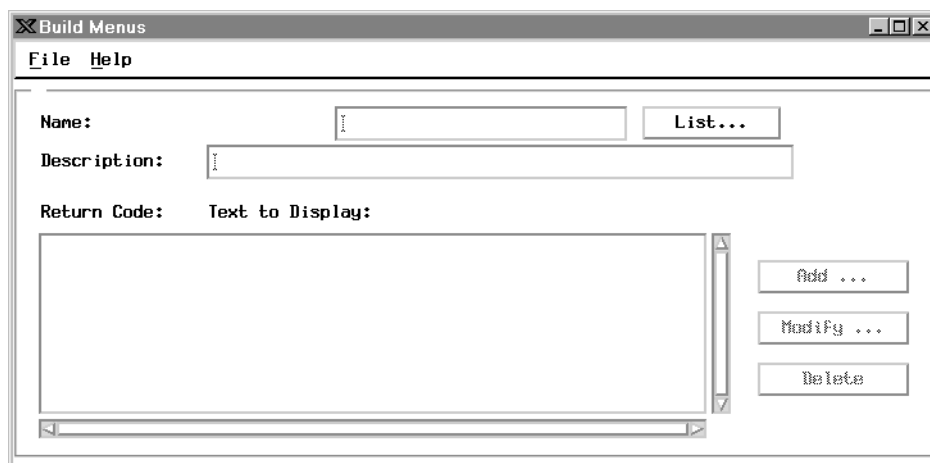 Build Menus
File Help
Name: List...
Description:
Return Code: Text to Display:
Add ...
Modify ...
Delete